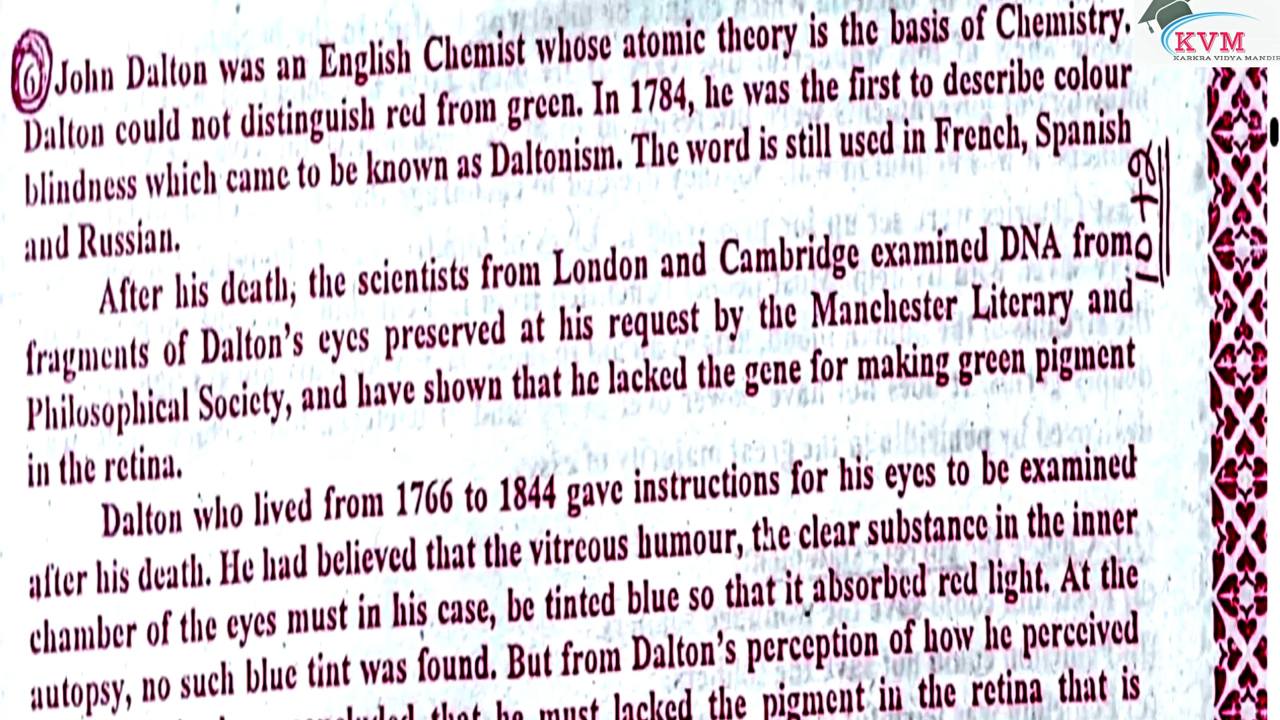 KVM
KARKRA VIDYA MANDIR
6 John Dalton was an English Chemist whose atomic theory is the basis of Chemistry.
Dalton could not distinguish red from green. In 1784, he was the first to describe colour
blindness which came to be known as Daltonism. The word is still used in French, Spanish
and Russian.
After his death, the scientists from London and Cambridge examined DNA from
fragments of Dalton's eyes preserved at his request by the Manchester Literary and
Philosophical Society, and have shown that he lacked the gene for making green pigment
in the retina.
Dalton who lived from 1766 to 1844 gave instructions for his eyes to be examined
after his death. He had believed that the vitreous humour, the clear substance in the inner
chamber of the eyes must in his case, be tinted blue so that it absorbed red light. At the
autopsy, no such blue tint was found. But from Dalton's perception of how he perceived
concluded that he must lacked the pigment in the retina that is